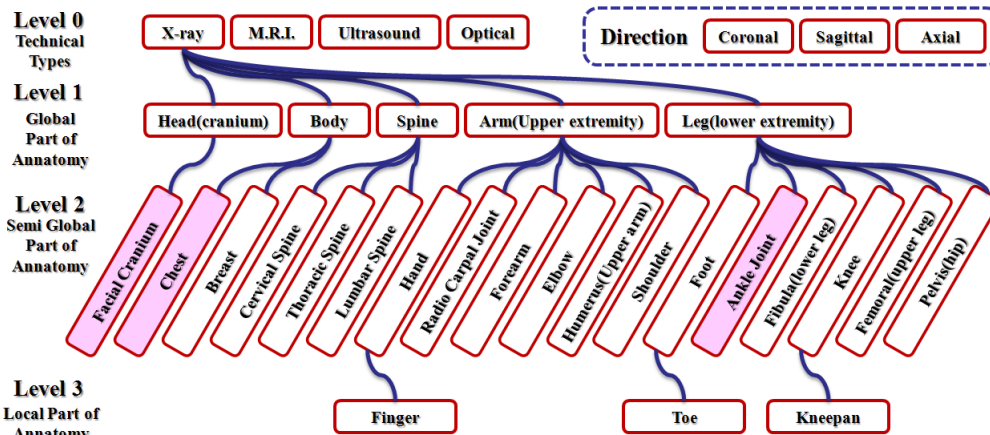 Level 0
Technical
Types
X-ray
M.R.I.
Ultrasound
Optical
Direction
Coronal
Sagittal
Axial
Level 1
Global
Part of
Annatomy
Head(cranium)
Body
Spine
Arm(Upper extremity)
Leg(lower extremity)
Level 2
Semi Global
Part of
Annatomy
Facial Cranium
Chest
Breast
Cervical Spine
Thoracic Spine
Lumbar Spine
Hand
Radio Carpal Joint
Forearm
Elbow
Humerus(Upper arm)
Shoulder
Foot
Ankle Joint
Fibula(lower leg)
Knee
Femoral(upper leg)
Pelvis(hip)
Level 3
Local Part of
Annatomy
Finger
Toe
Kneepan